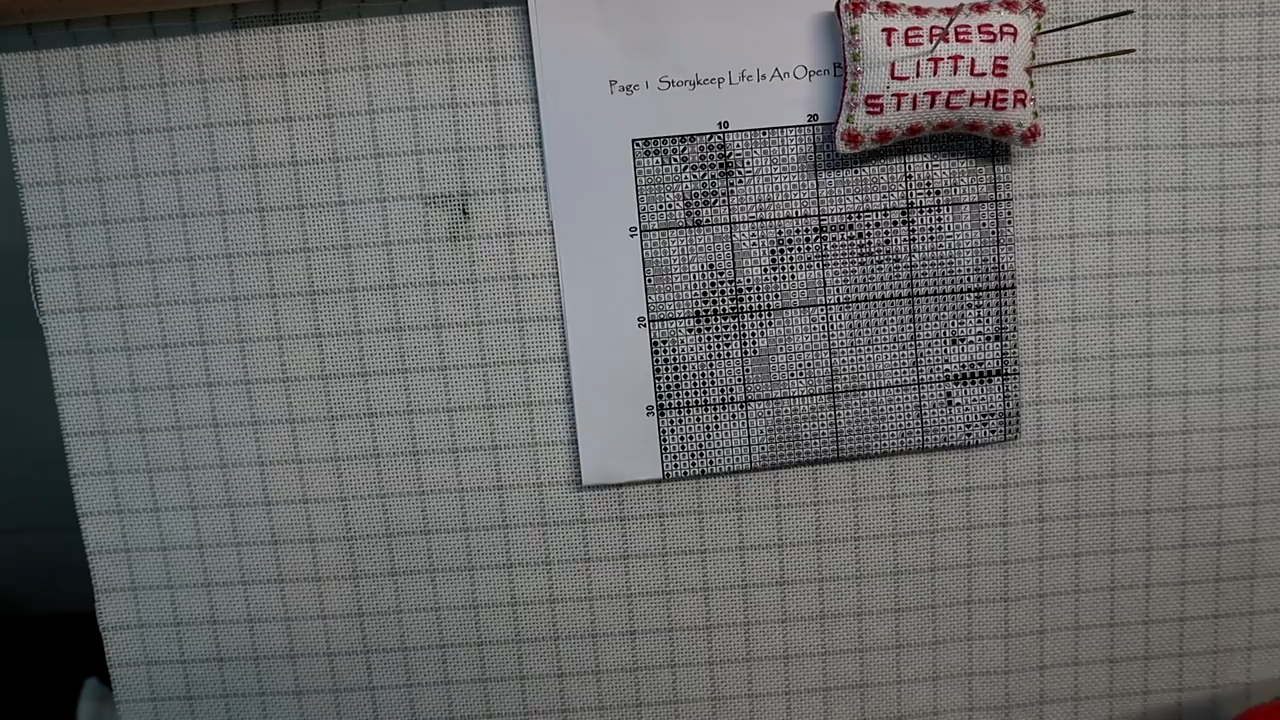 Page 1 Storykeep Life Is An Open B
TERESA
LITTLE
STITCHER
10
20
10
20
30